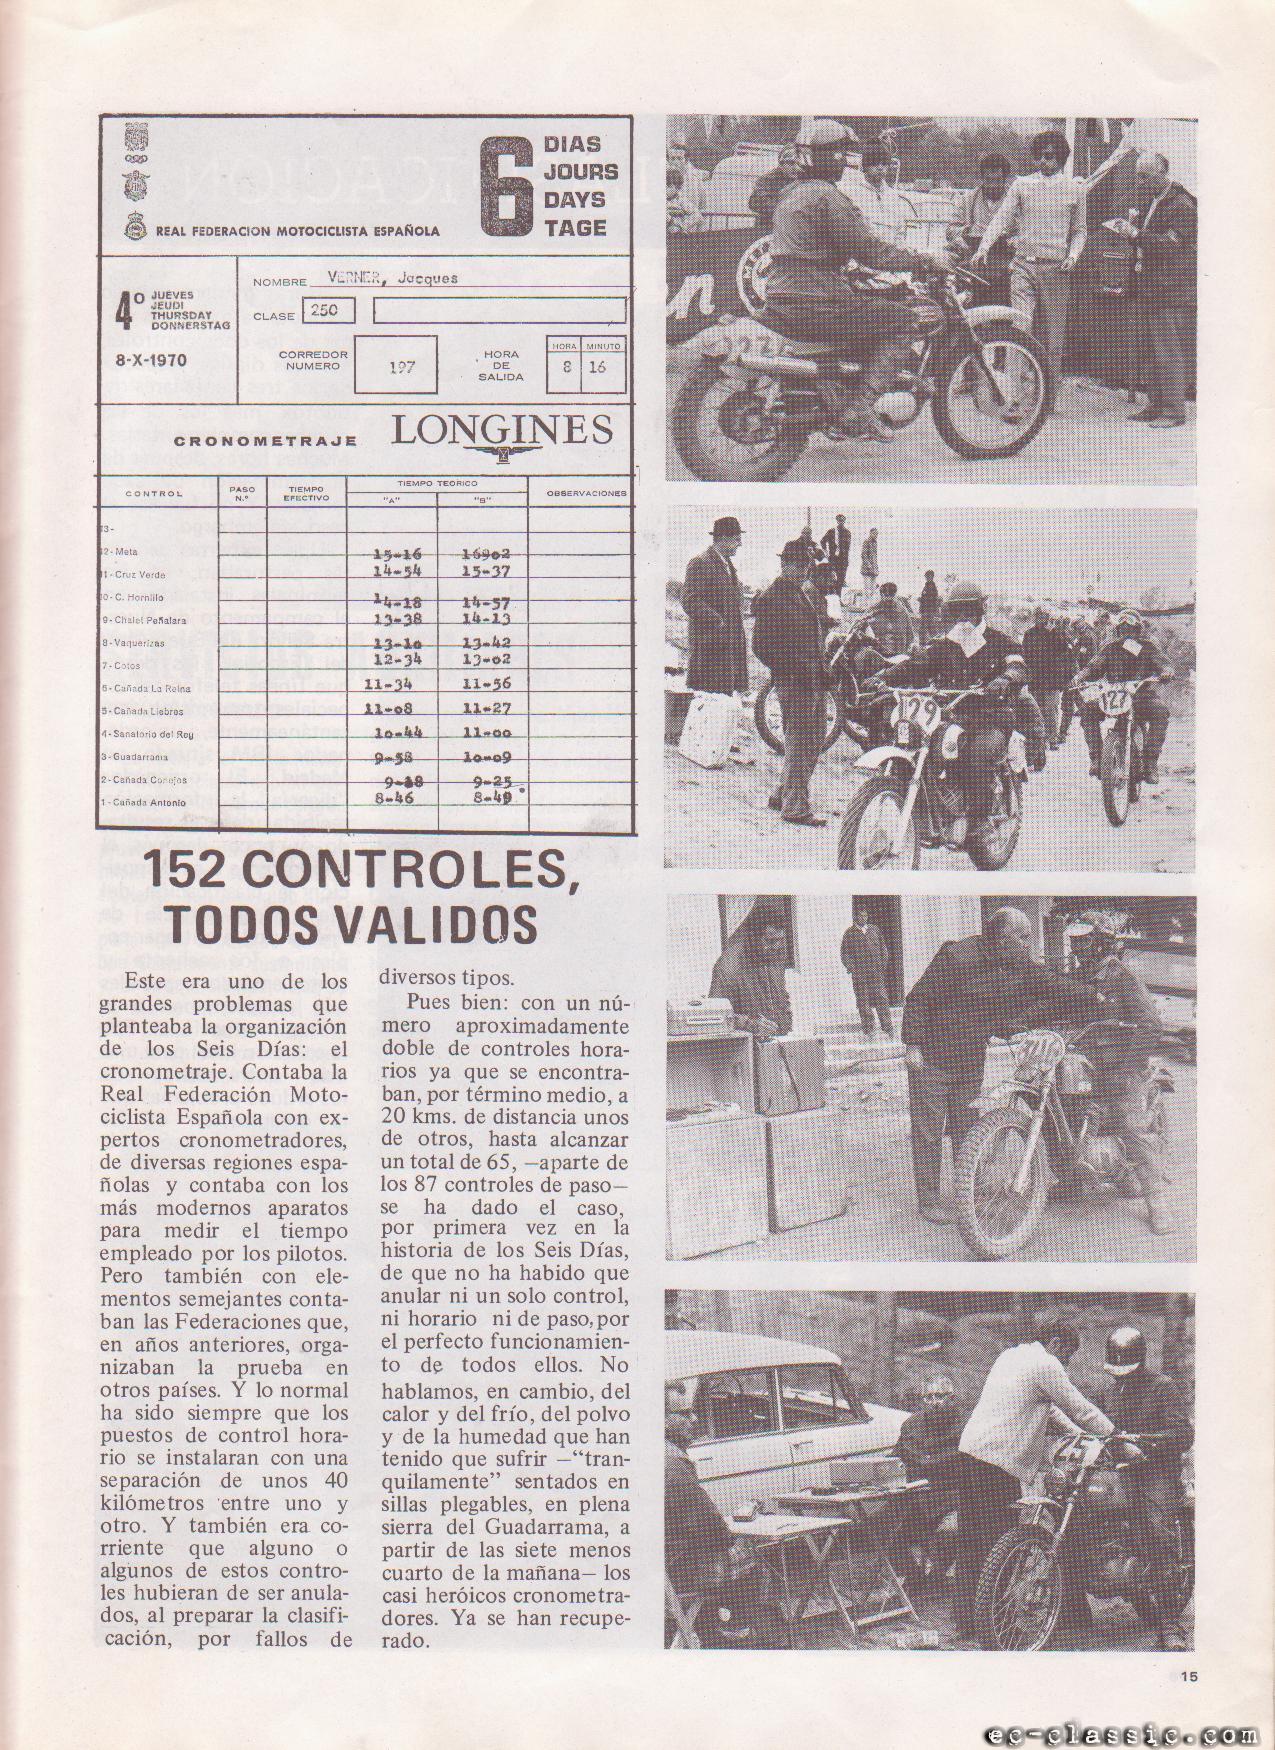 6 DIAS
JOURS
DAYS
TAGE
REAL FEDERACION MOTOCICLISTA ESPAÑOLA
4º JUEVES
JEUDI
THURSDAY
DONNERSTAG
8-X-1970
NOMBRE VERNER, Jacques
CLASE 250
CORREDOR NUMERO 197
HORA DE SALIDA
HORA MINUTO
8 16
CRONOMETRAJE LONGINES
CONTROL PASO N.º TIEMPO EFECTIVO TIEMPO TEORICO "A" "B" OBSERVACIONES
13-
12- Meta 15-16 16-02
11- Cruz Verde 14-54 15-37
10- C. Hornillo 14-18 14-57
9- Chalet Peñalara 13-38 14-13
8- Vaquerizas 13-10 13-42
7- Cotos 12-34 13-02
6- Cañada La Reina 11-34 11-56
5- Cañada Liebres 11-08 11-27
4- Sanatorio del Rey 10-44 11-00
3- Guadarrama 9-58 10-09
2- Cañada Conejos 9-18 9-25
1- Cañada Antonio 8-46 8-49
152 CONTROLES,
TODOS VALIDOS
Este era uno de los
grandes problemas que
planteaba la organización
de los Seis Días: el
cronometraje. Contaba la
Real Federación Moto-
ciclista Española con ex-
pertos cronometradores,
de diversas regiones espa-
ñolas y contaba con los
más modernos aparatos
para medir el tiempo
empleado por los pilotos.
Pero también con ele-
mentos semejantes conta-
ban las Federaciones que,
en años anteriores, orga-
nizaban la prueba en
otros países. Y lo normal
ha sido siempre que los
puestos de control hora-
rio se instalaran con una
separación de unos 40
kilómetros entre uno y
otro. Y también era co-
rriente que alguno o
algunos de estos contro-
les hubieran de ser anula-
dos, al preparar la clasifi-
cación, por fallos de
diversos tipos.
Pues bien: con un nú-
mero aproximadamente
doble de controles hora-
rios ya que se encontra-
ban, por término medio, a
20 kms. de distancia unos
de otros, hasta alcanzar
un total de 65, —aparte de
los 87 controles de paso—
se ha dado el caso,
por primera vez en la
historia de los Seis Días,
de que no ha habido que
anular ni un solo control,
ni horario ni de paso, por
el perfecto funcionamien-
to de todos ellos. No
hablamos, en cambio, del
calor y del frío, del polvo
y de la humedad que han
tenido que sufrir —“tran-
quilamente” sentados en
sillas plegables, en plena
sierra del Guadarrama, a
partir de las siete menos
cuarto de la mañana— los
casi heróicos cronometra-
dores. Ya se han recupe-
rado.
29
127
15
ec-classic.com